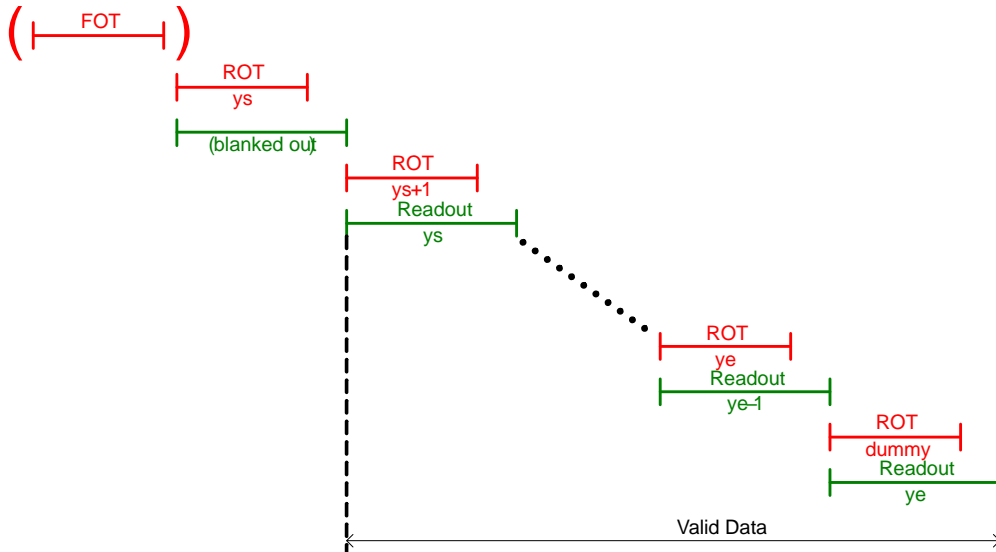 ( FOT )
ROT
ys
(blanked out)
ROT
ys+1
Readout
ys
ROT
ye
Readout
ye–1
ROT
dummy
Readout
ye
Valid Data